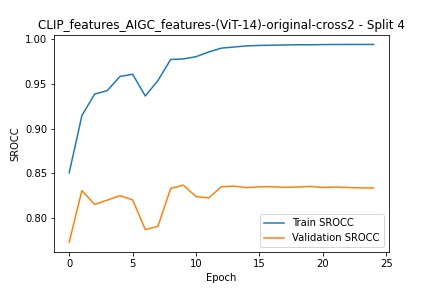 CLIP_features_AIGC_features-(ViT-14)-original-cross2 - Split 4
1.00
0.95
0.90
0.85
0.80
SROCC
Train SROCC
Validation SROCC
0 5 10 15 20 25
Epoch